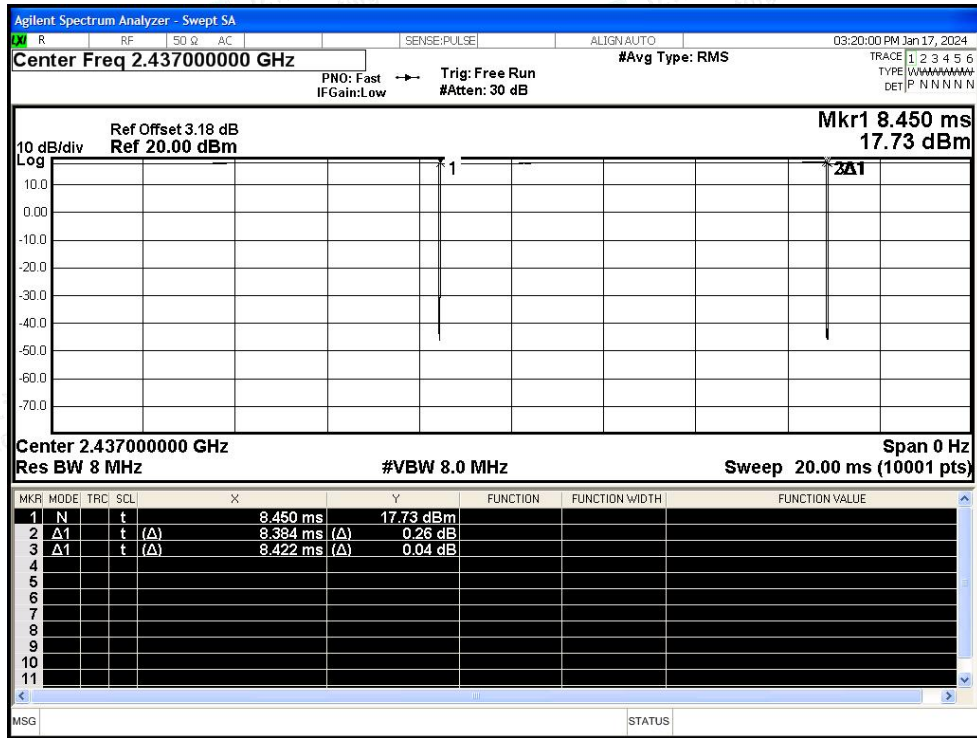 Agilent Spectrum Analyzer - Swept SA
LXI R RF 50 Ω AC SENSE:PULSE ALIGN AUTO 03:20:00 PM Jan 17, 2024
Center Freq 2.437000000 GHz #Avg Type: RMS TRACE 1 2 3 4 5 6
PNO: Fast Trig: Free Run TYPE WWWWWW
IFGain:Low #Atten: 30 dB DET P N N N N N
Mkr1 8.450 ms
Ref Offset 3.18 dB
10 dB/div Ref 20.00 dBm 17.73 dBm
Log
1
10.0
0.00
-10.0
-20.0
-30.0
-40.0
-50.0
-60.0
-70.0
Center 2.437000000 GHz Span 0 Hz
Res BW 8 MHz #VBW 8.0 MHz Sweep 20.00 ms (10001 pts)
MKR MODE TRC SCL X Y FUNCTION FUNCTION WIDTH FUNCTION VALUE
1 N t 8.450 ms 17.73 dBm
2 Δ1 t (Δ) 8.384 ms (Δ) 0.26 dB
3 Δ1 t (Δ) 8.422 ms (Δ) 0.04 dB
4
5
6
7
8
9
10
11
MSG STATUS